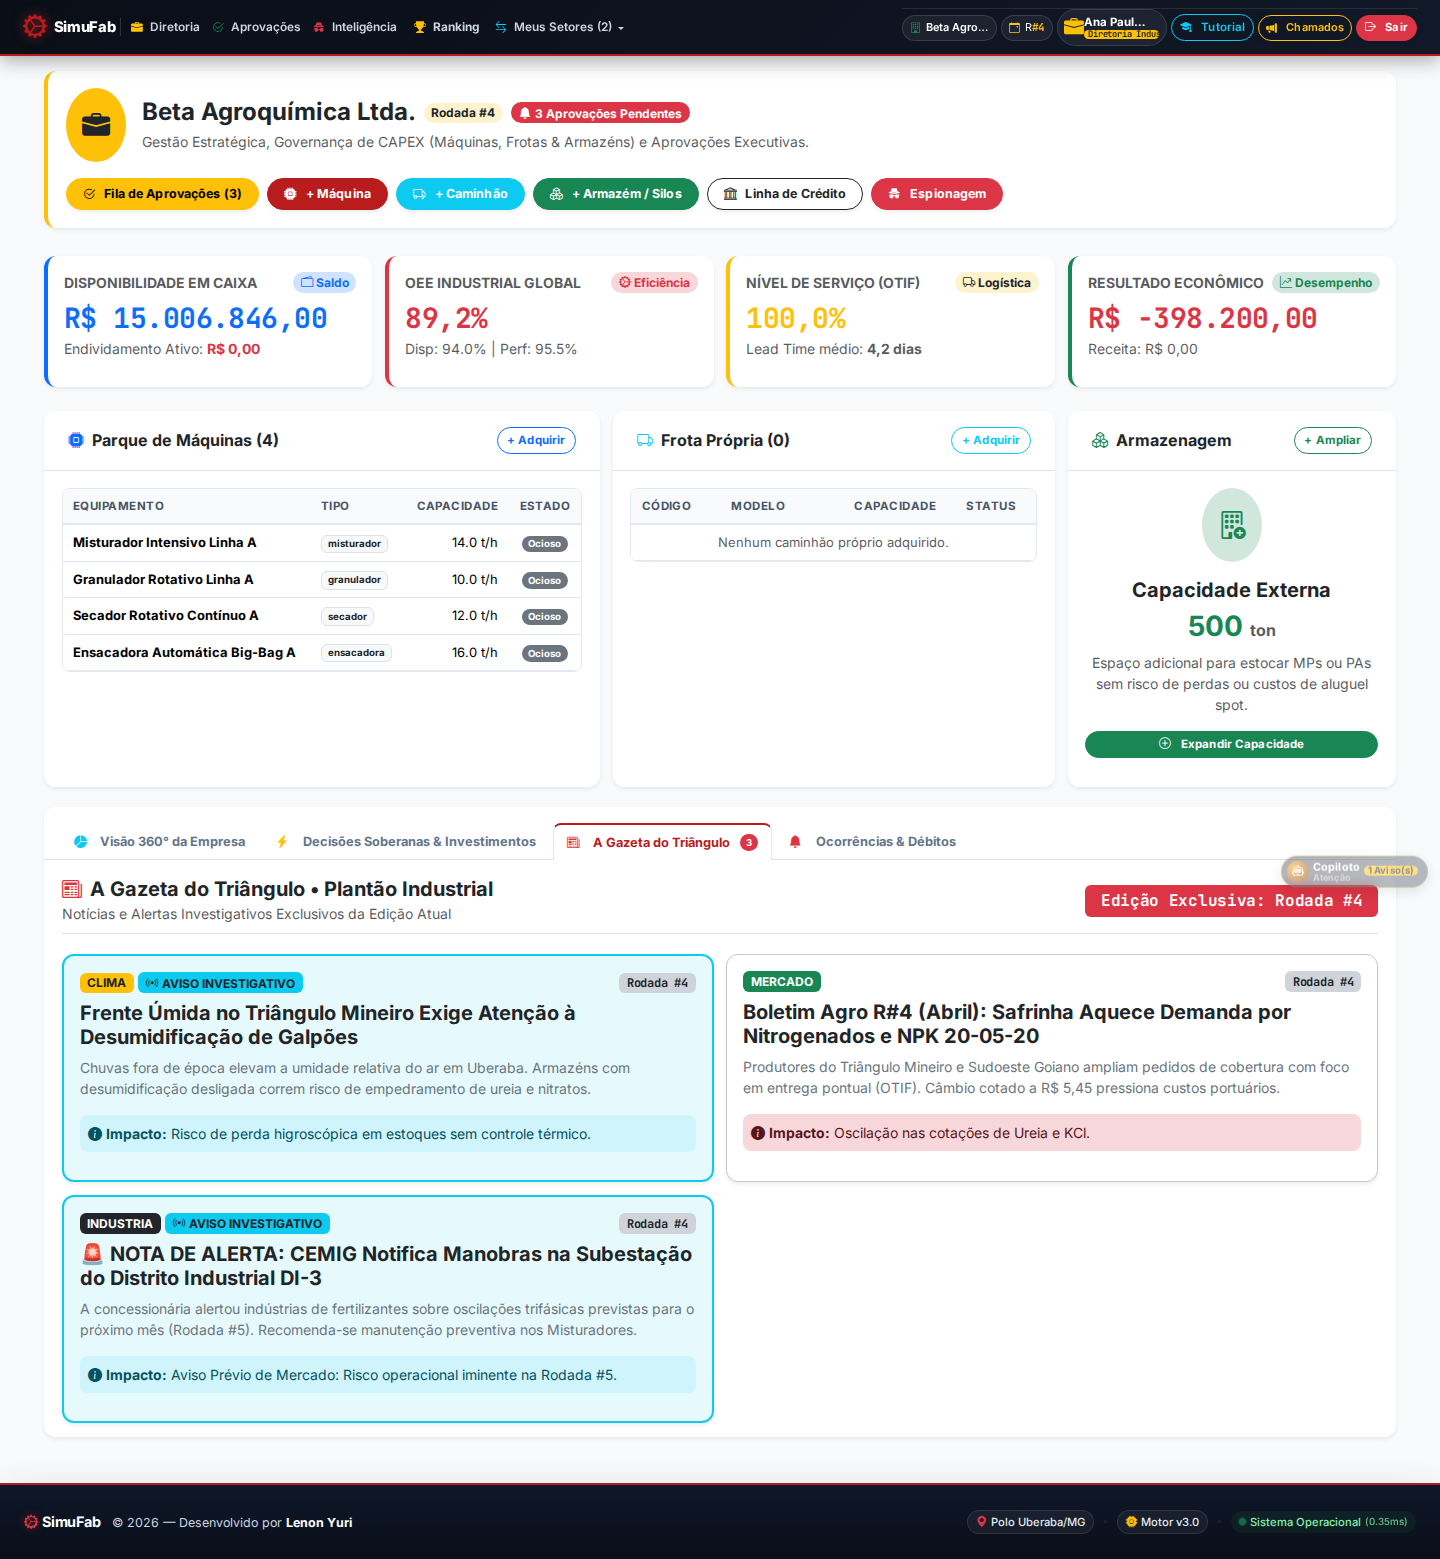 SimuFab
Diretoria
Aprovações
Inteligência
Ranking
Meus Setores (2)
Beta Agro...
R#4
Ana Paul...
Diretoria Indus
Tutorial
Chamados
Sair
Beta Agroquímica Ltda.
Rodada #4
3 Aprovações Pendentes
Gestão Estratégica, Governança de CAPEX (Máquinas, Frotas & Armazéns) e Aprovações Executivas.
Fila de Aprovações (3)
+ Máquina
+ Caminhão
+ Armazém / Silos
Linha de Crédito
Espionagem
DISPONIBILIDADE EM CAIXA
Saldo
R$ 15.006.846,00
Endividamento Ativo: R$ 0,00
OEE INDUSTRIAL GLOBAL
Eficiência
89,2%
Disp: 94.0% | Perf: 95.5%
NÍVEL DE SERVIÇO (OTIF)
Logística
100,0%
Lead Time médio: 4,2 dias
RESULTADO ECONÔMICO
Desempenho
R$ -398.200,00
Receita: R$ 0,00
Parque de Máquinas (4)
+ Adquirir
EQUIPAMENTO TIPO CAPACIDADE ESTADO
Misturador Intensivo Linha A misturador 14.0 t/h Ocioso
Granulador Rotativo Linha A granulador 10.0 t/h Ocioso
Secador Rotativo Contínuo A secador 12.0 t/h Ocioso
Ensacadora Automática Big-Bag A ensacadora 16.0 t/h Ocioso
Frota Própria (0)
+ Adquirir
CÓDIGO MODELO CAPACIDADE STATUS
Nenhum caminhão próprio adquirido.
Armazenagem
+ Ampliar
Capacidade Externa
500 ton
Espaço adicional para estocar MPs ou PAs
sem risco de perdas ou custos de aluguel
spot.
Expandir Capacidade
Visão 360° da Empresa
Decisões Soberanas & Investimentos
A Gazeta do Triângulo 3
Ocorrências & Débitos
Copiloto
Atenção
1 Aviso(s)
A Gazeta do Triângulo • Plantão Industrial
Notícias e Alertas Investigativos Exclusivos da Edição Atual
Edição Exclusiva: Rodada #4
CLIMA
AVISO INVESTIGATIVO
Rodada #4
Frente Úmida no Triângulo Mineiro Exige Atenção à
Desumidificação de Galpões
Chuvas fora de época elevam a umidade relativa do ar em Uberaba. Armazéns com
desumidificação desligada correm risco de empedramento de ureia e nitratos.
Impacto: Risco de perda higroscópica em estoques sem controle térmico.
MERCADO
Rodada #4
Boletim Agro R#4 (Abril): Safrinha Aquece Demanda por
Nitrogenados e NPK 20-05-20
Produtores do Triângulo Mineiro e Sudoeste Goiano ampliam pedidos de cobertura com foco
em entrega pontual (OTIF). Câmbio cotado a R$ 5,45 pressiona custos portuários.
Impacto: Oscilação nas cotações de Ureia e KCl.
INDUSTRIA
AVISO INVESTIGATIVO
Rodada #4
🚨 NOTA DE ALERTA: CEMIG Notifica Manobras na Subestação
do Distrito Industrial DI-3
A concessionária alertou indústrias de fertilizantes sobre oscilações trifásicas previstas para o
próximo mês (Rodada #5). Recomenda-se manutenção preventiva nos Misturadores.
Impacto: Aviso Prévio de Mercado: Risco operacional iminente na Rodada #5.
SimuFab © 2026 — Desenvolvido por Lenon Yuri
Polo Uberaba/MG
Motor v3.0
Sistema Operacional (0.35ms)